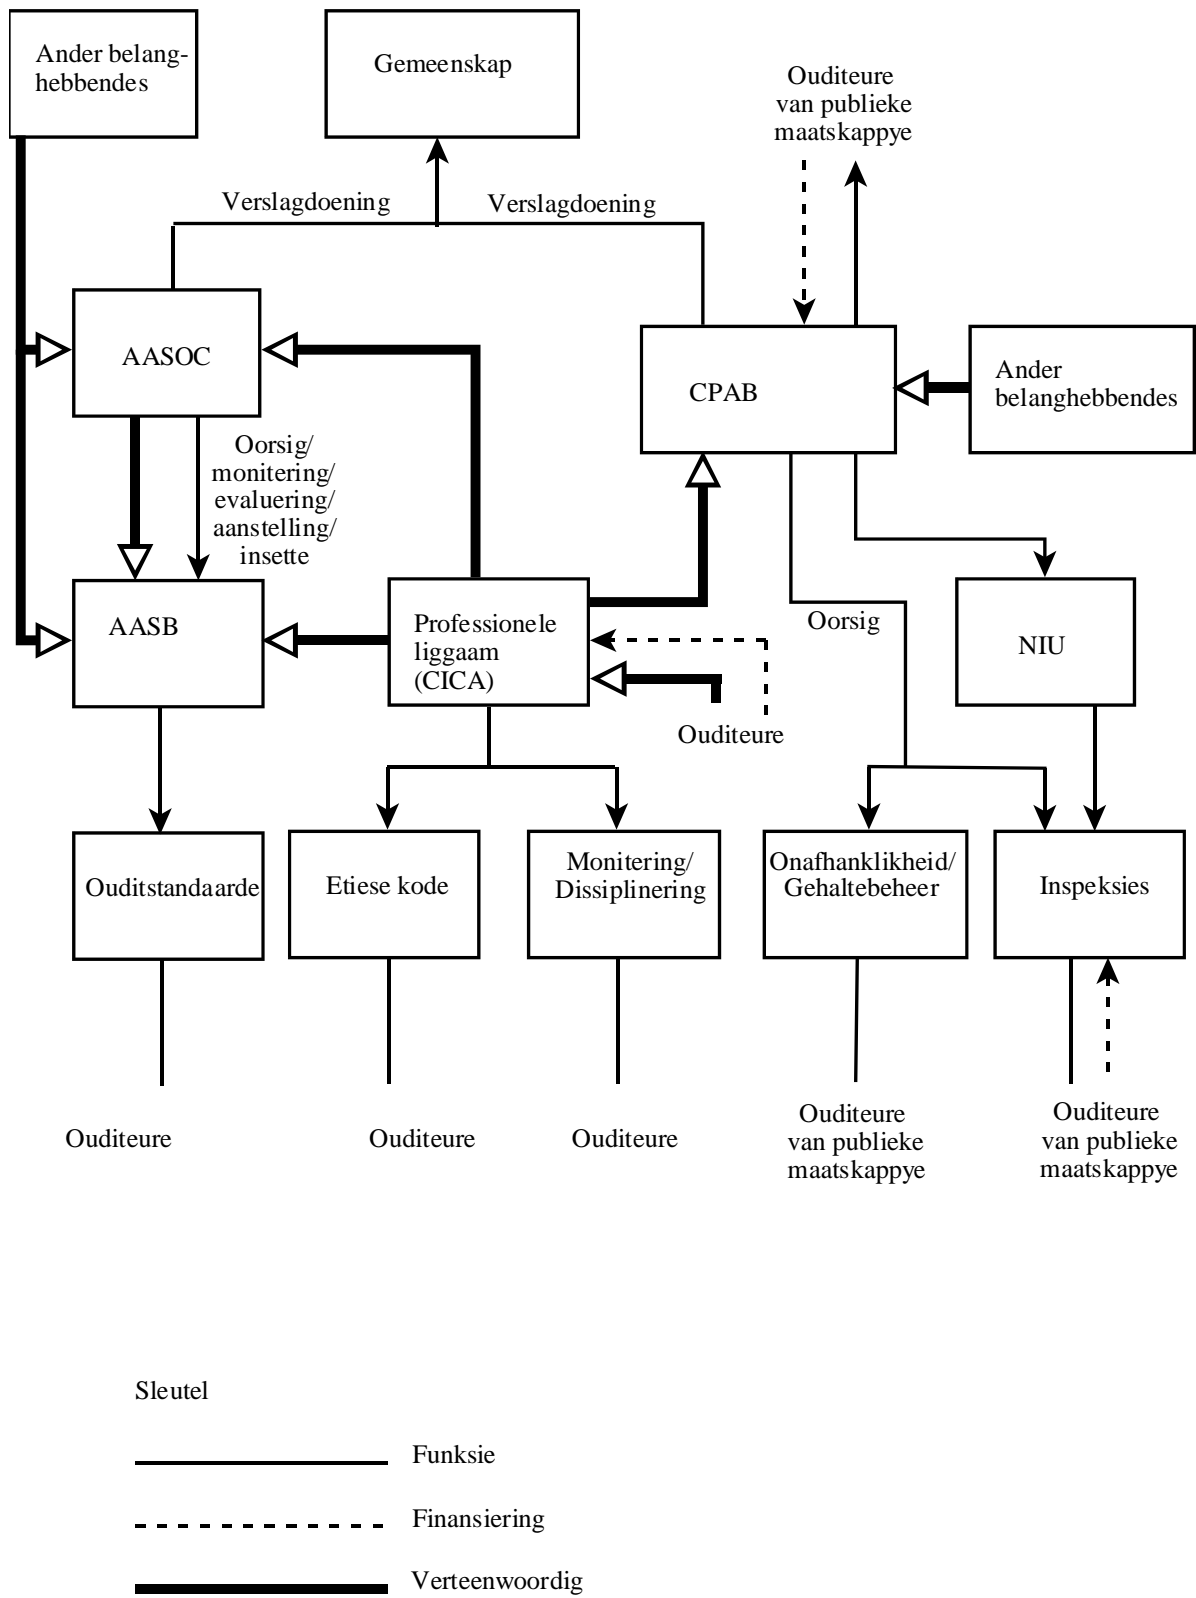 Ander belang-
hebbendes
Gemeenskap
Ouditeure
van publieke
maatskappye
Verslagdoening
Verslagdoening
AASOC
CPAB
Ander
belanghebbendes
Oorsig/
monitering/
evaluering/
aanstelling/
insette
AASB
Professionele
liggaam
(CICA)
Oorsig
NIU
Ouditeure
Ouditstandaarde
Etiese kode
Monitering/
Dissiplinering
Onafhanklikheid/
Gehaltebeheer
Inspeksies
Ouditeure
Ouditeure
Ouditeure
Ouditeure
van publieke
maatskappye
Ouditeure
van publieke
maatskappye
Sleutel
Funksie
Finansiering
Verteenwoordig